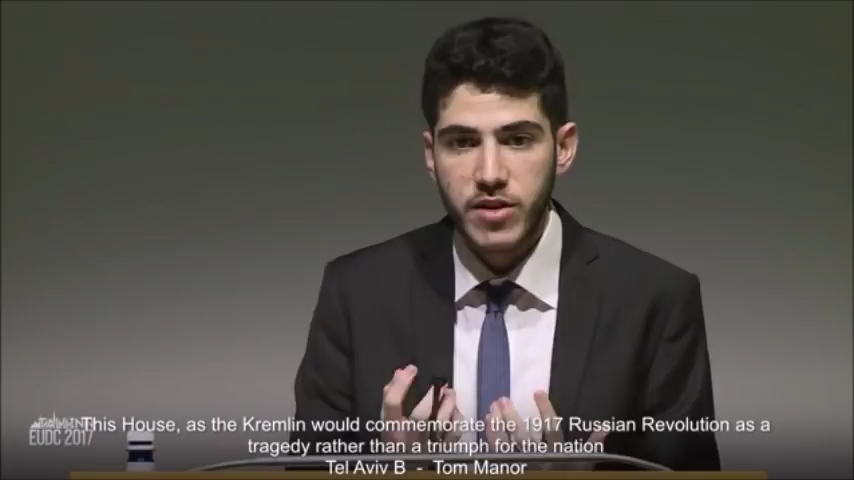 This House, as the Kremlin would commemorate the 1917 Russian Revolution as a
tragedy rather than a triumph for the nation
Tel Aviv B - Tom Manor
TALLINN
EUDC 2017